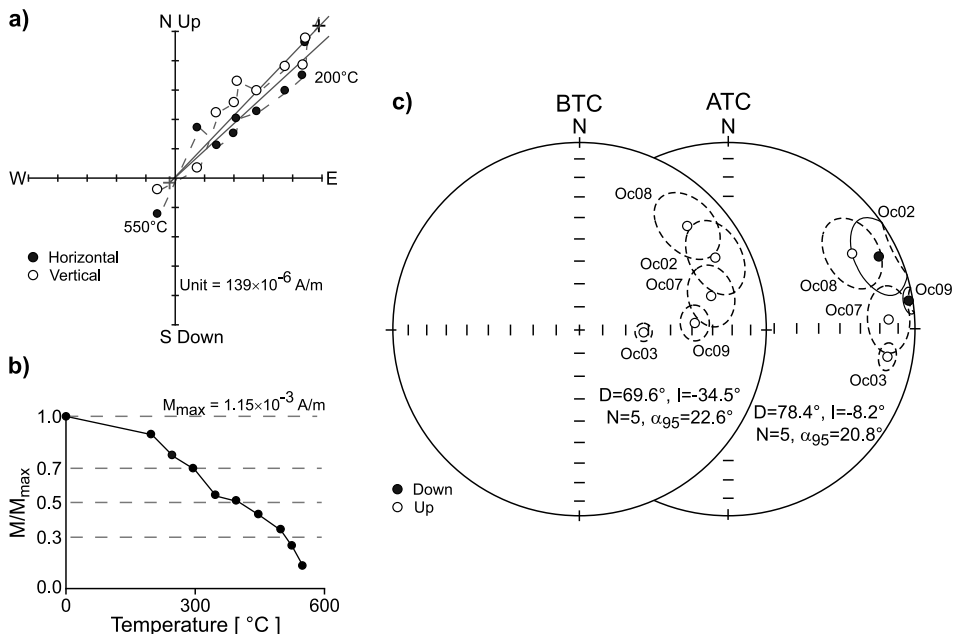 a)
N Up
200°C
W
E
550°C
Horizontal
Vertical
Unit = 139×10-6 A/m
S Down
b)
Mmax = 1.15×10-3 A/m
1.0
0.7
0.5
0.3
0.0
M/Mmax
0
300
600
Temperature [ °C]
c)
BTC
ATC
N
N
Oc08
Oc02
Oc02
Oc07
Oc08
Oc09
Oc07
Oc03
Oc09
Oc03
D=69.6°, I=-34.5°
N=5, α95=22.6°
D=78.4°, I=-8.2°
N=5, α95=20.8°
Down
Up